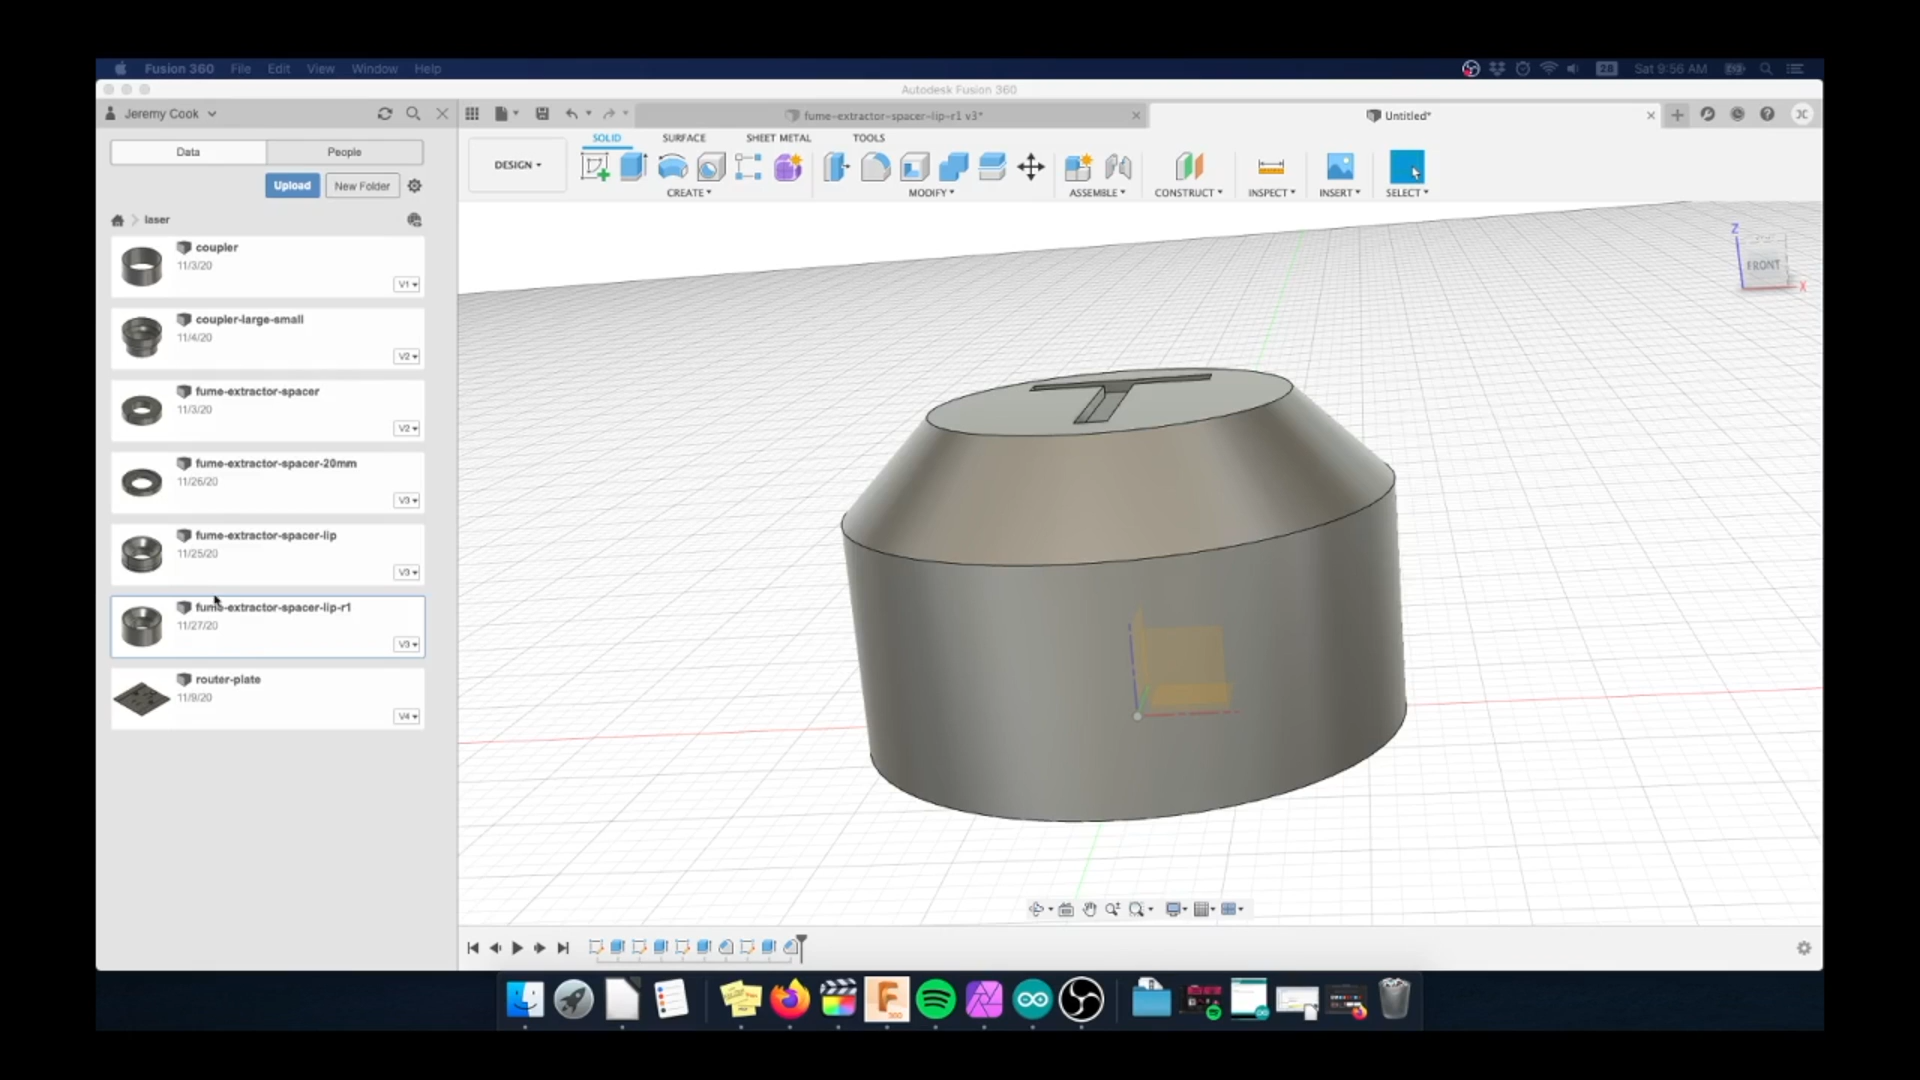 Fusion 360 File Edit View Window Help
28 Sat 9:56 AM
Autodesk Fusion 360
Jeremy Cook
fume-extractor-spacer-lip-r1 v3*
Untitled*
JC
Data People
Upload New Folder
laser
DESIGN
SOLID SURFACE SHEET METAL TOOLS
CREATE MODIFY ASSEMBLE CONSTRUCT INSPECT INSERT SELECT
coupler
11/3/20
V1
coupler-large-small
11/4/20
V2
fume-extractor-spacer
11/3/20
V2
fume-extractor-spacer-20mm
11/26/20
V3
fume-extractor-spacer-lip
11/25/20
V3
fume-extractor-spacer-lip-r1
11/27/20
V3
router-plate
11/9/20
V4
Z
FRONT
X
T
F
360